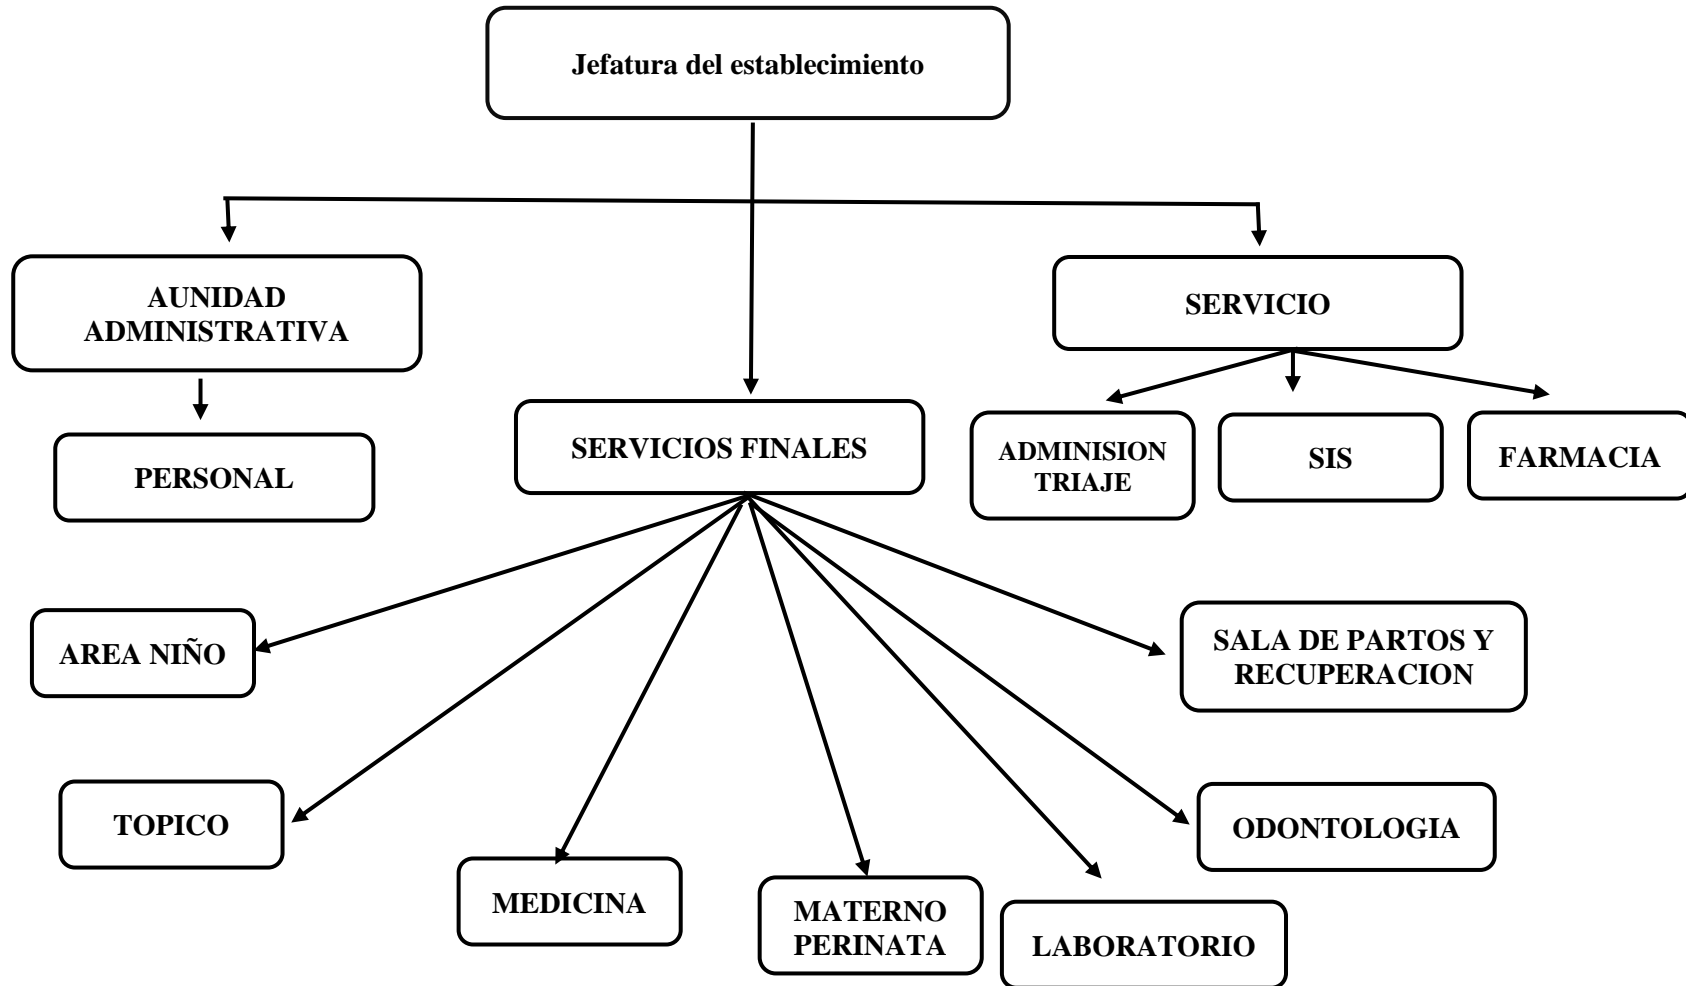 Jefatura del establecimiento
AUNIDAD
ADMINISTRATIVA
SERVICIO
PERSONAL
SERVICIOS FINALES
ADMINISION
TRIAJE
SIS
FARMACIA
AREA NIÑO
SALA DE PARTOS Y
RECUPERACION
TOPICO
ODONTOLOGIA
MEDICINA
MATERNO
PERINATA
LABORATORIO